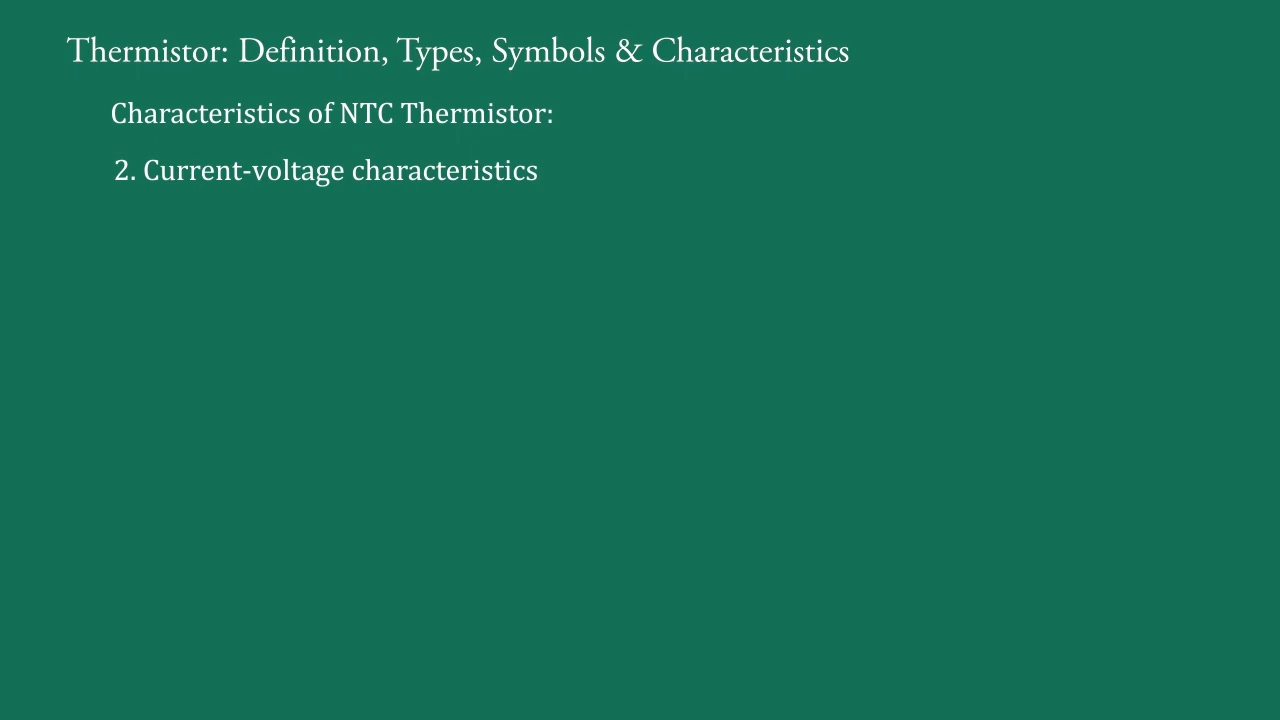 Thermistor: Definition, Types, Symbols & Characteristics
Characteristics of NTC Thermistor:
2. Current-voltage characteristics